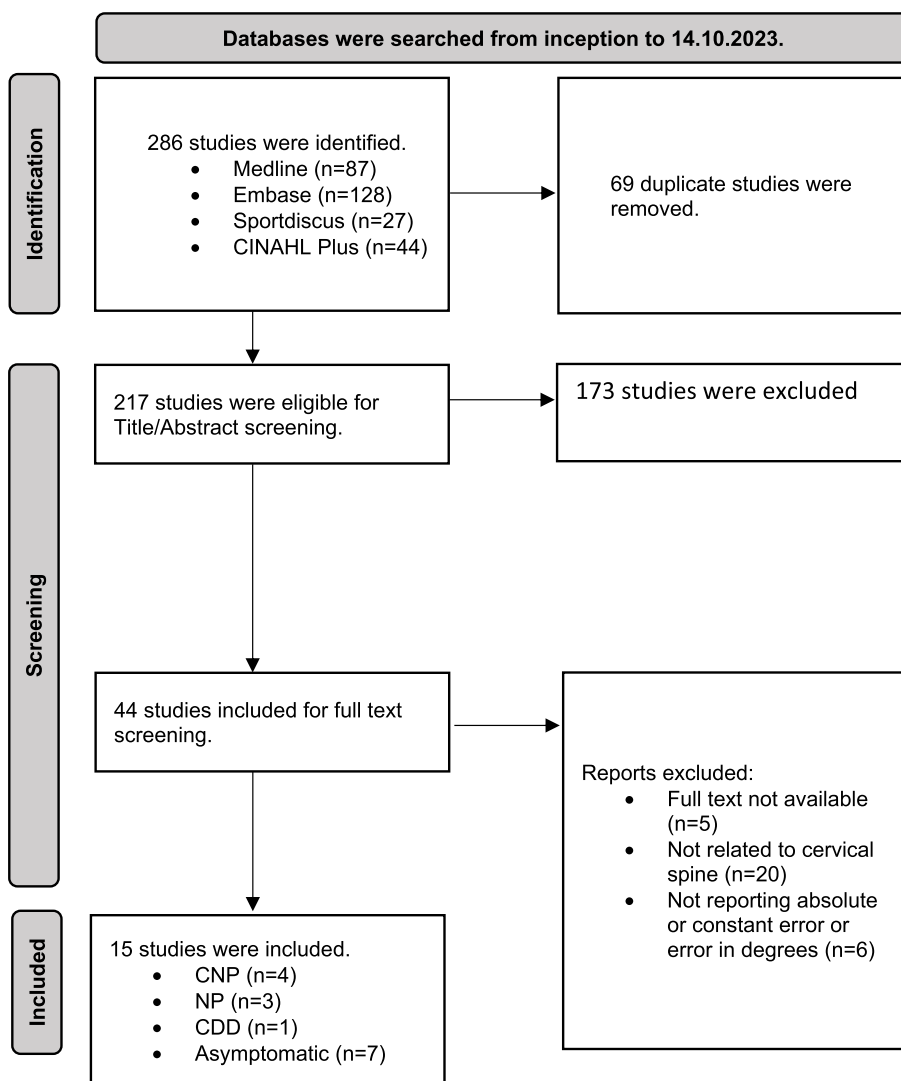 Databases were searched from inception to 14.10.2023.
Identification
286 studies were identified.
• Medline (n=87)
• Embase (n=128)
• Sportdiscus (n=27)
• CINAHL Plus (n=44)
69 duplicate studies were
removed.
Screening
217 studies were eligible for
Title/Abstract screening.
173 studies were excluded
44 studies included for full text
screening.
Reports excluded:
• Full text not available
(n=5)
• Not related to cervical
spine (n=20)
• Not reporting absolute
or constant error or
error in degrees (n=6)
Included
15 studies were included.
• CNP (n=4)
• NP (n=3)
• CDD (n=1)
• Asymptomatic (n=7)